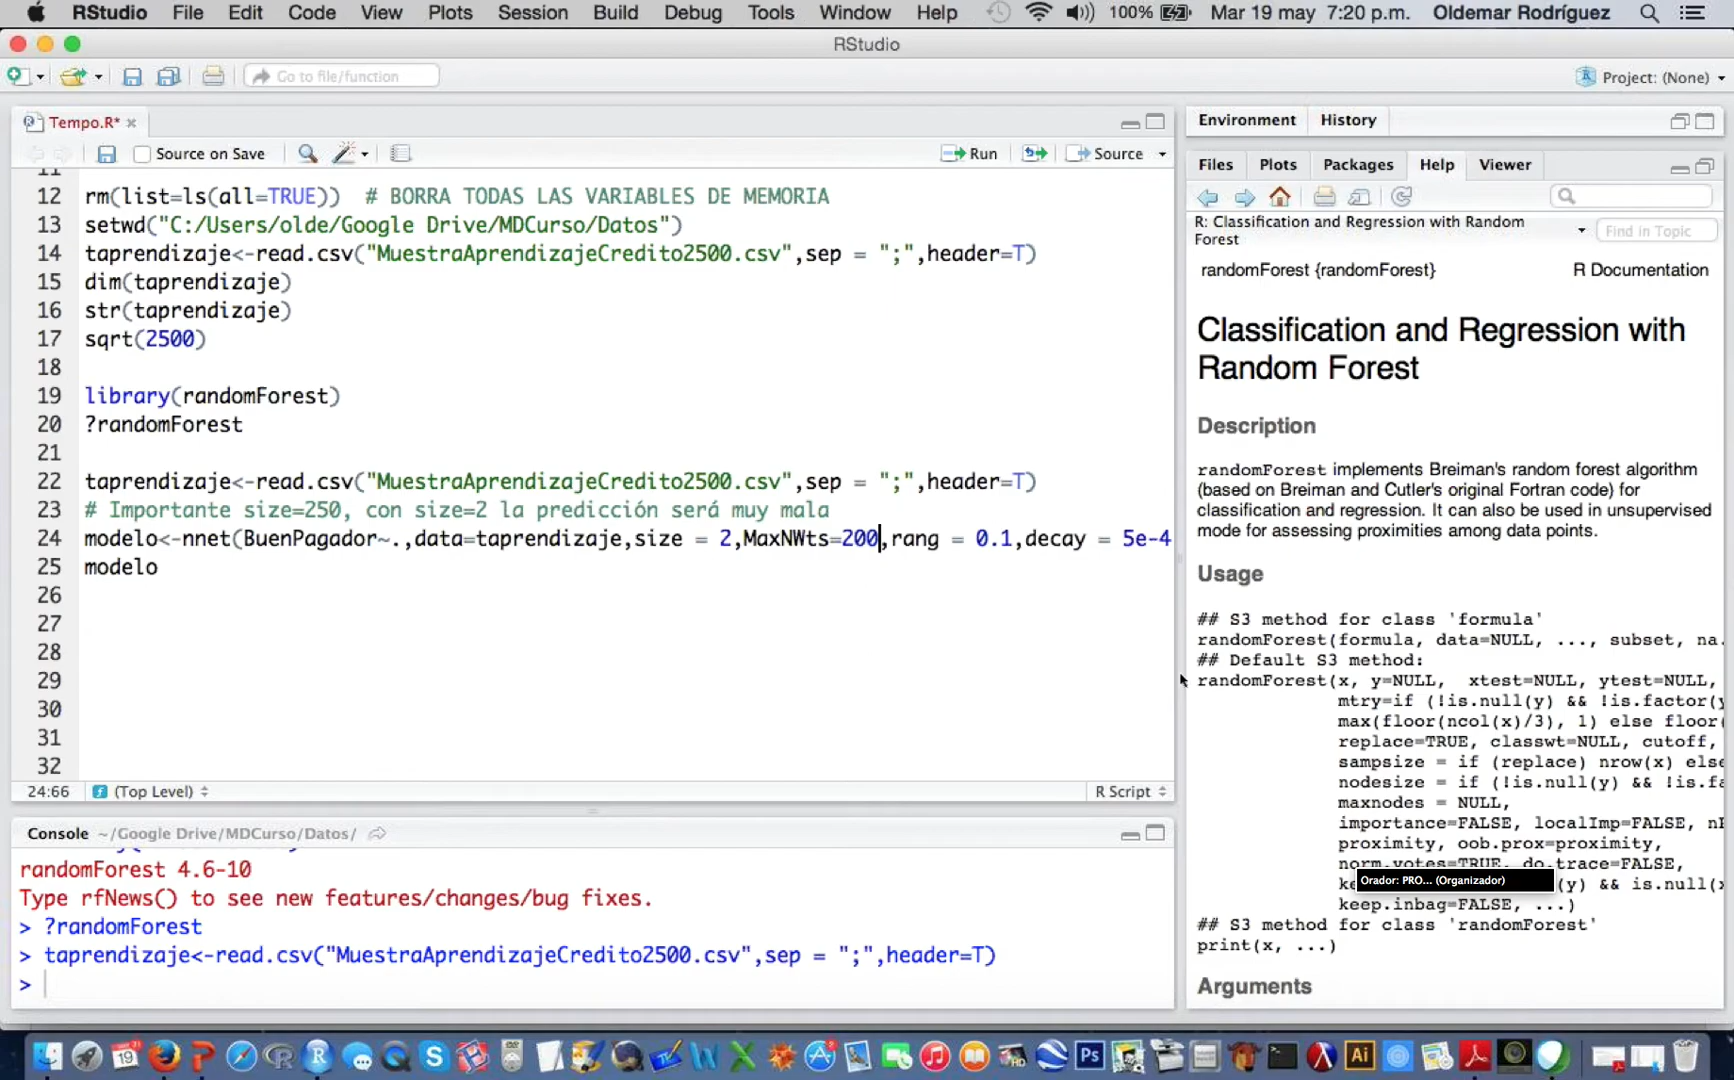 RStudio File Edit Code View Plots Session Build Debug Tools Window Help 100% Mar 19 may 7:20 p.m. Oldemar Rodríguez
RStudio
Go to file/function Project: (None)
Tempo.R*
Source on Save Run Source
11
12 rm(list=ls(all=TRUE)) # BORRA TODAS LAS VARIABLES DE MEMORIA
13 setwd("C:/Users/olde/Google Drive/MDCurso/Datos")
14 taprendizaje<-read.csv("MuestraAprendizajeCredito2500.csv",sep = ";",header=T)
15 dim(taprendizaje)
16 str(taprendizaje)
17 sqrt(2500)
18
19 library(randomForest)
20 ?randomForest
21
22 taprendizaje<-read.csv("MuestraAprendizajeCredito2500.csv",sep = ";",header=T)
23 # Importante size=250, con size=2 la predicción será muy mala
24 modelo<-nnet(BuenPagador~.,data=taprendizaje,size = 2,MaxNWts=200,rang = 0.1,decay = 5e-4
25 modelo
26
27
28
29
30
31
32
24:66 (Top Level) R Script
Console ~/Google Drive/MDCurso/Datos/
randomForest 4.6-10
Type rfNews() to see new features/changes/bug fixes.
> ?randomForest
> taprendizaje<-read.csv("MuestraAprendizajeCredito2500.csv",sep = ";",header=T)
>
Environment History
Files Plots Packages Help Viewer
R: Classification and Regression with Random
Forest
Find in Topic
randomForest {randomForest} R Documentation
Classification and Regression with
Random Forest
Description
randomForest implements Breiman's random forest algorithm
(based on Breiman and Cutler's original Fortran code) for
classification and regression. It can also be used in unsupervised
mode for assessing proximities among data points.
Usage
## S3 method for class 'formula'
randomForest(formula, data=NULL, ..., subset, na.
## Default S3 method:
randomForest(x, y=NULL, xtest=NULL, ytest=NULL,
mtry=if (!is.null(y) && !is.factor(y
max(floor(ncol(x)/3), 1) else floor(
replace=TRUE, classwt=NULL, cutoff,
sampsize = if (replace) nrow(x) else
nodesize = if (!is.null(y) && !is.fa
maxnodes = NULL,
importance=FALSE, localImp=FALSE, n
proximity, oob.prox=proximity,
norm.votes=TRUE, do.trace=FALSE,
Orador: PRO... (Organizador)
ke (y) && is.null(x
keep.inbag=FALSE, ...)
## S3 method for class 'randomForest'
print(x, ...)
Arguments
19
Ps
Ai